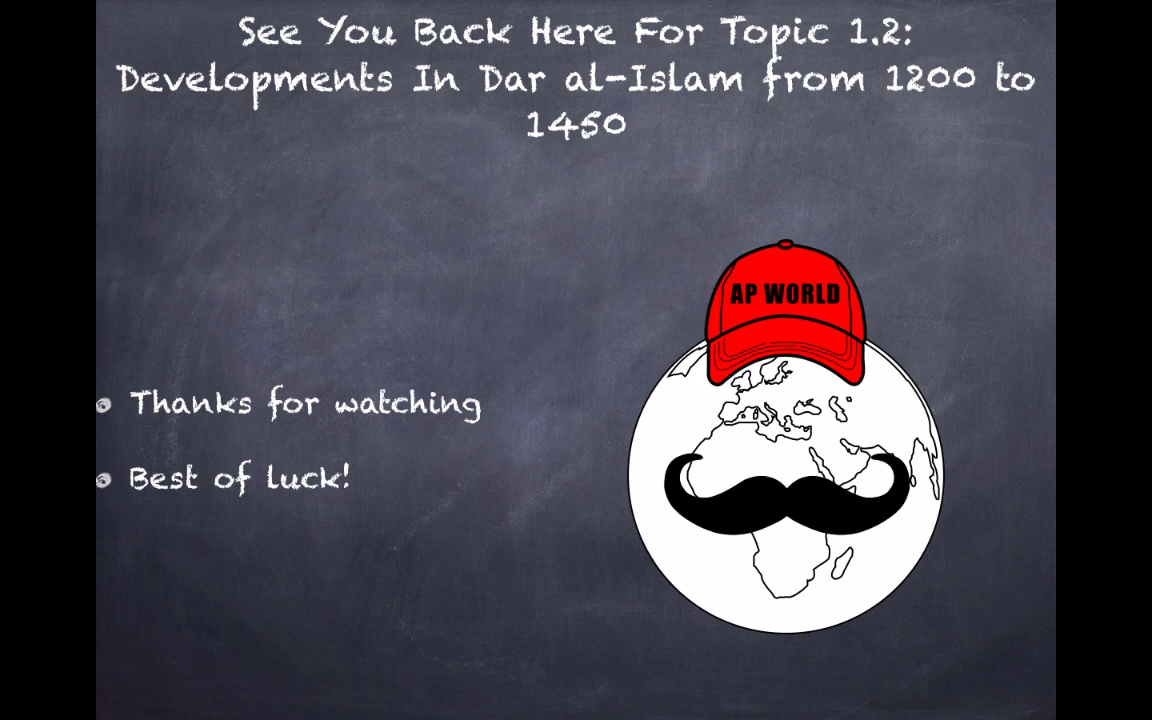 See You Back Here For Topic 1.2:
Developments In Dar al-Islam from 1200 to
1450
AP WORLD
Thanks for watching
Best of luck!